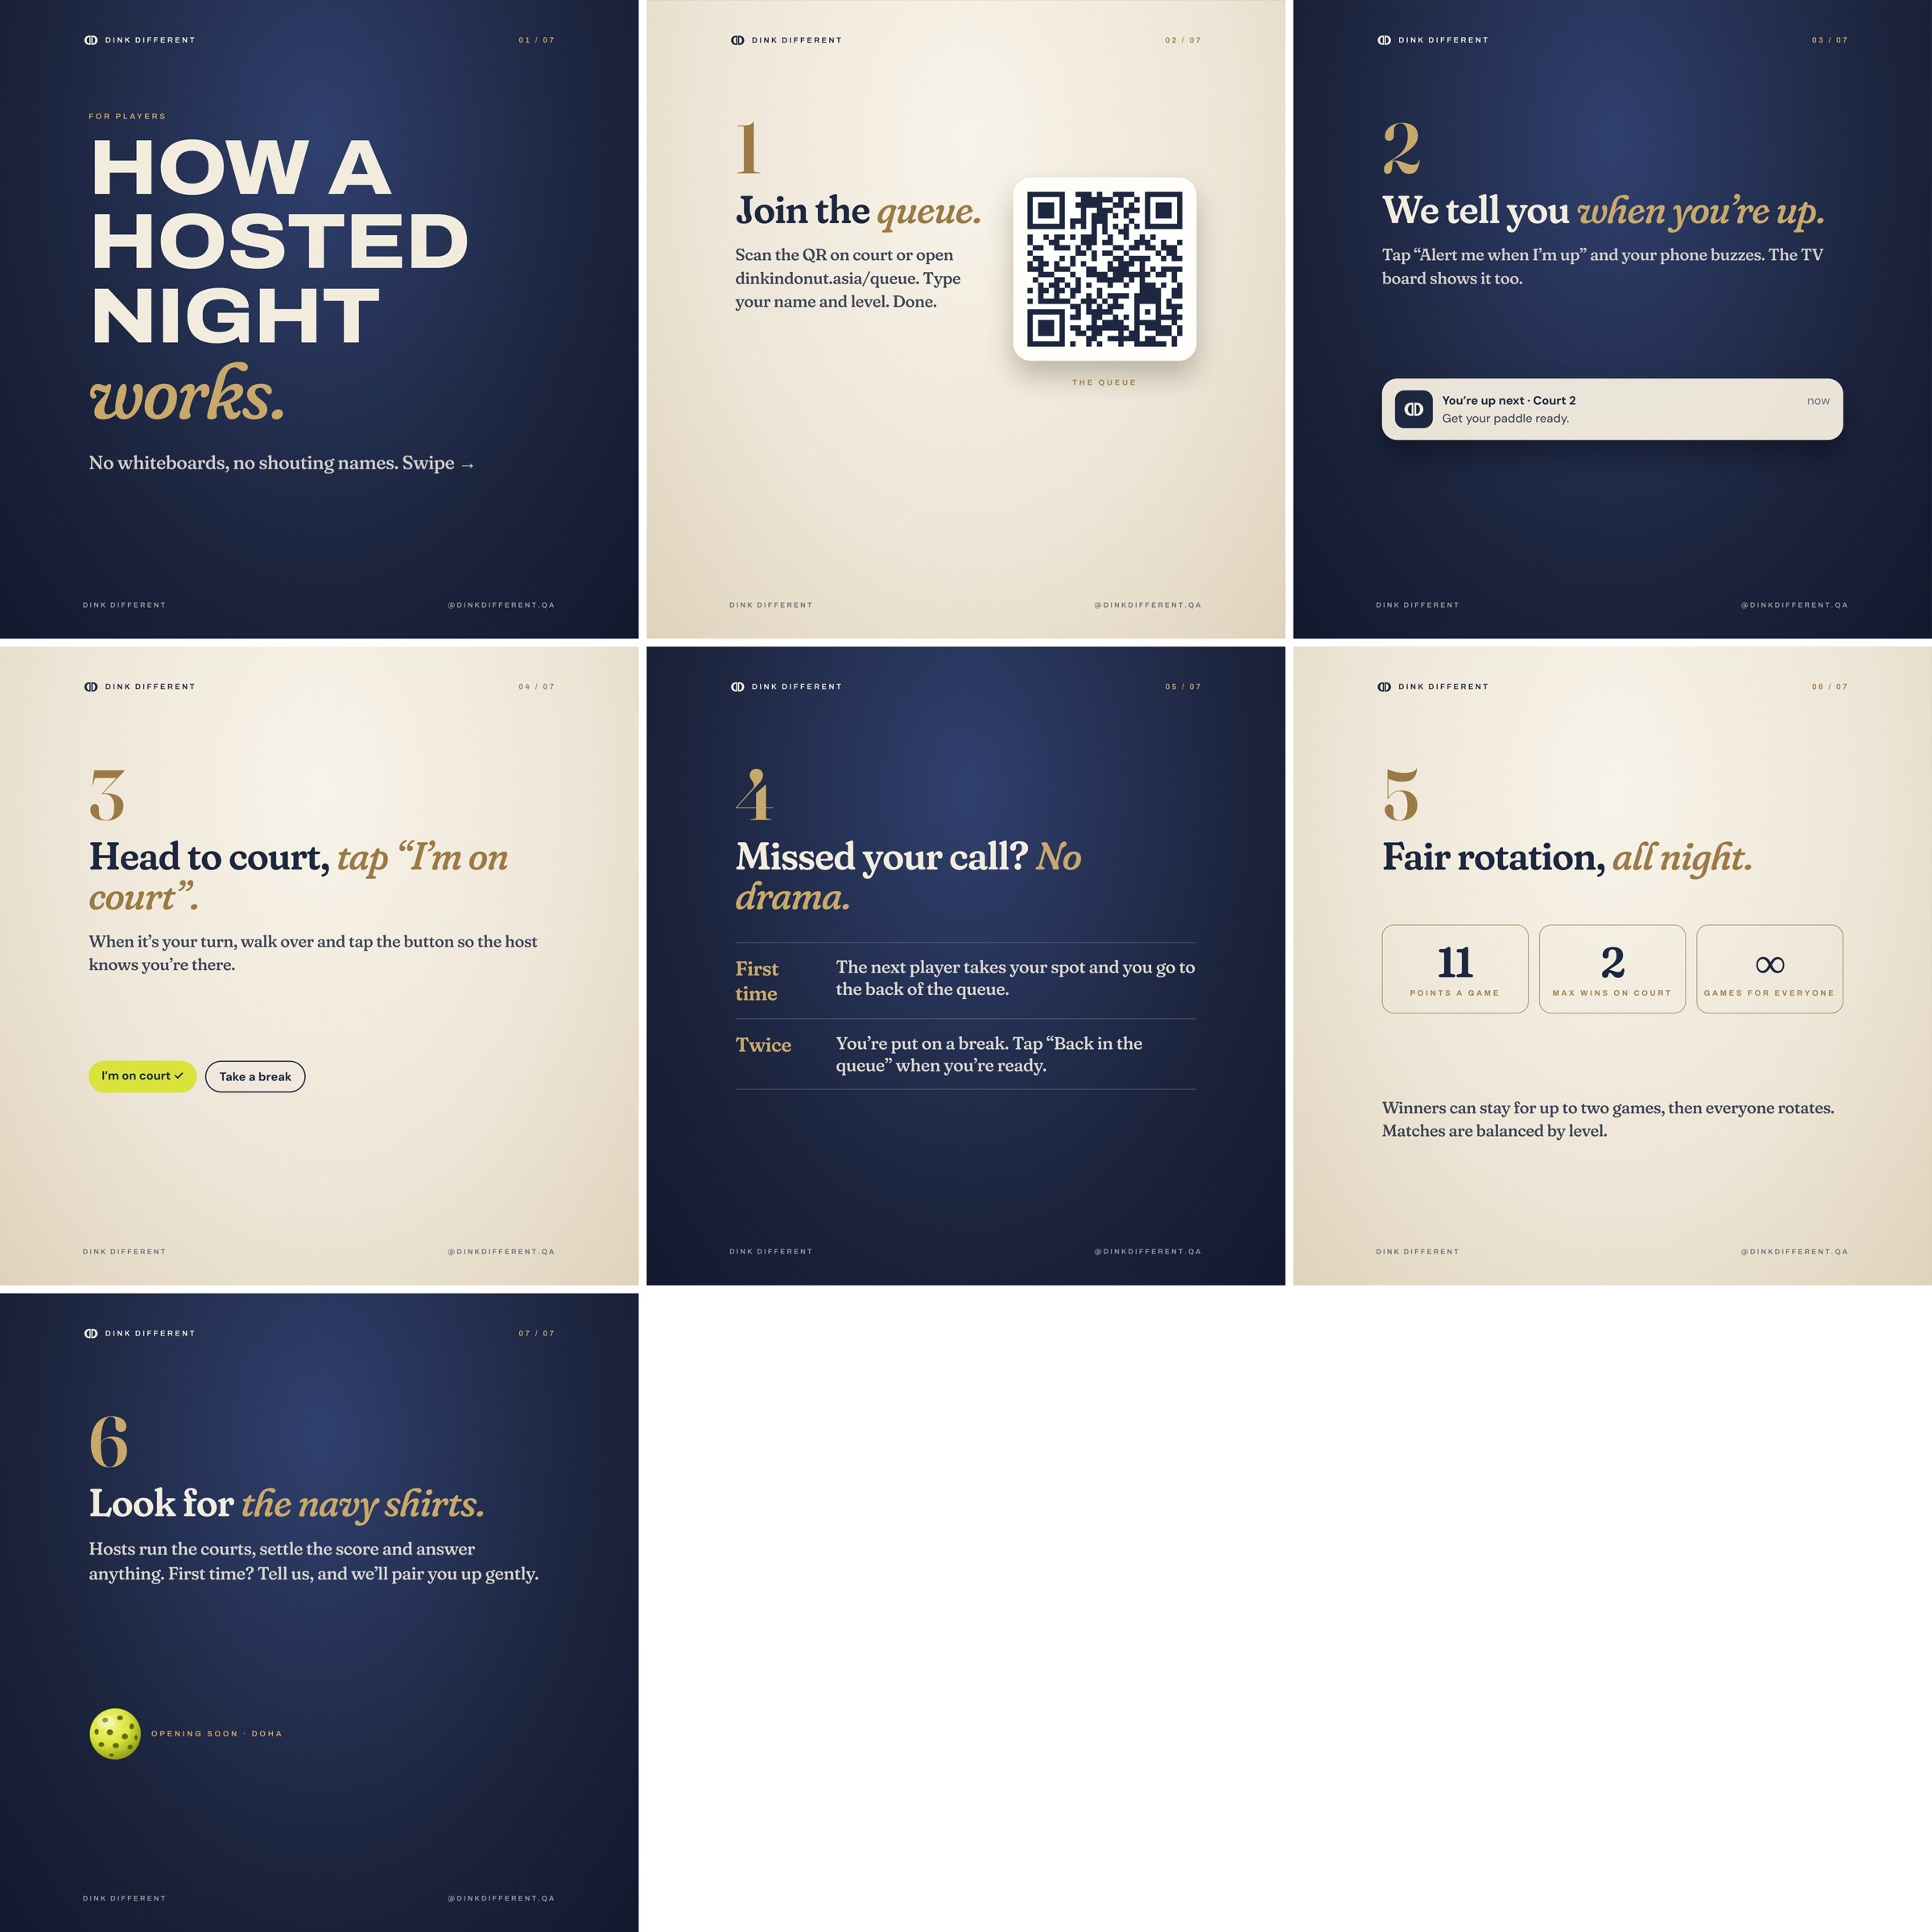 DINK DIFFERENT
01 / 07
FOR PLAYERS
HOW A
HOSTED
NIGHT
works.
No whiteboards, no shouting names. Swipe →
DINK DIFFERENT
@DINKDIFFERENT.QA
DINK DIFFERENT
02 / 07
1
Join the queue.
Scan the QR on court or open
dinkindonut.asia/queue. Type
your name and level. Done.
THE QUEUE
DINK DIFFERENT
@DINKDIFFERENT.QA
DINK DIFFERENT
03 / 07
2
We tell you when you’re up.
Tap “Alert me when I’m up” and your phone buzzes. The TV
board shows it too.
You’re up next · Court 2
now
Get your paddle ready.
DINK DIFFERENT
@DINKDIFFERENT.QA
DINK DIFFERENT
04 / 07
3
Head to court, tap “I’m on
court”.
When it’s your turn, walk over and tap the button so the host
knows you’re there.
I’m on court ✓
Take a break
DINK DIFFERENT
@DINKDIFFERENT.QA
DINK DIFFERENT
05 / 07
4
Missed your call? No
drama.
First
time
The next player takes your spot and you go to
the back of the queue.
Twice
You’re put on a break. Tap “Back in the
queue” when you’re ready.
DINK DIFFERENT
@DINKDIFFERENT.QA
DINK DIFFERENT
06 / 07
5
Fair rotation, all night.
11
POINTS A GAME
2
MAX WINS ON COURT
∞
GAMES FOR EVERYONE
Winners can stay for up to two games, then everyone rotates.
Matches are balanced by level.
DINK DIFFERENT
@DINKDIFFERENT.QA
DINK DIFFERENT
07 / 07
6
Look for the navy shirts.
Hosts run the courts, settle the score and answer
anything. First time? Tell us, and we’ll pair you up gently.
OPENING SOON · DOHA
DINK DIFFERENT
@DINKDIFFERENT.QA